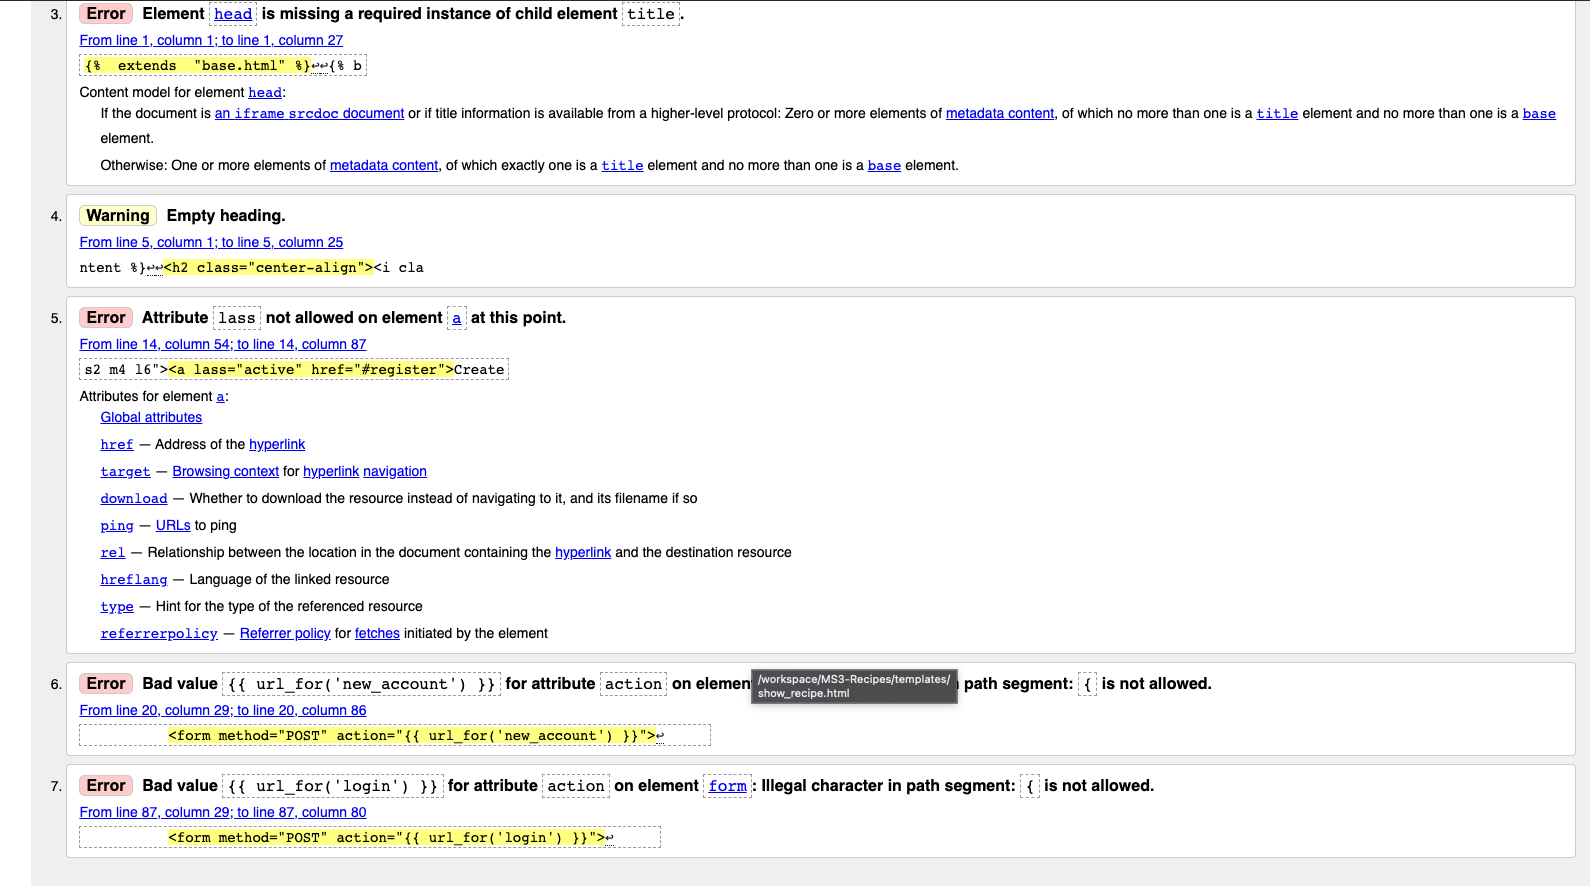 3. Error Element head is missing a required instance of child element title.
From line 1, column 1; to line 1, column 27
{%  extends  "base.html" %}↩↩{% b
Content model for element head:
If the document is an iframe srcdoc document or if title information is available from a higher-level protocol: Zero or more elements of metadata content, of which no more than one is a title element and no more than one is a base
element.
Otherwise: One or more elements of metadata content, of which exactly one is a title element and no more than one is a base element.
4. Warning Empty heading.
From line 5, column 1; to line 5, column 25
ntent %}↩↩<h2 class="center-align"><i cla
5. Error Attribute lass not allowed on element a at this point.
From line 14, column 54; to line 14, column 87
s2 m4 l6"><a lass="active" href="#register">Create
Attributes for element a:
Global attributes
href — Address of the hyperlink
target — Browsing context for hyperlink navigation
download — Whether to download the resource instead of navigating to it, and its filename if so
ping — URLs to ping
rel — Relationship between the location in the document containing the hyperlink and the destination resource
hreflang — Language of the linked resource
type — Hint for the type of the referenced resource
referrerpolicy — Referrer policy for fetches initiated by the element
6. Error Bad value {{ url_for('new_account') }} for attribute action on elemen path segment: { is not allowed.
/workspace/MS3-Recipes/templates/
show_recipe.html
From line 20, column 29; to line 20, column 86
<form method="POST" action="{{ url_for('new_account') }}">↩
7. Error Bad value {{ url_for('login') }} for attribute action on element form: Illegal character in path segment: { is not allowed.
From line 87, column 29; to line 87, column 80
<form method="POST" action="{{ url_for('login') }}">↩